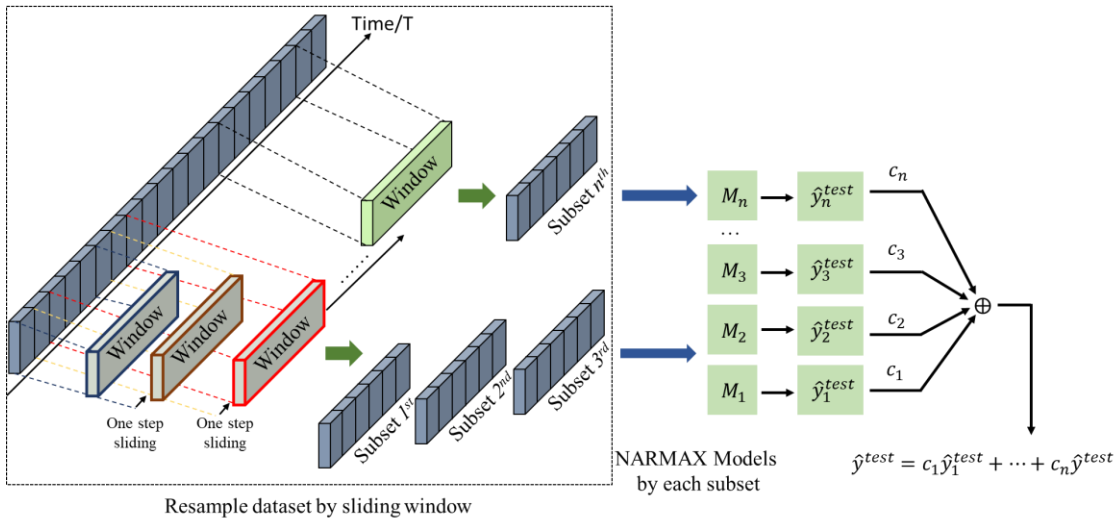 Time/T
Window
Subset nᵗʰ
Window
Window
Window
.....
One step
sliding
One step
sliding
Subset 1ˢᵗ
Subset 2ⁿᵈ
Subset 3ʳᵈ
Resample dataset by sliding window
Mₙ
ŷₙᵗᵉˢᵗ
cₙ
...
M₃
ŷ₃ᵗᵉˢᵗ
c₃
M₂
ŷ₂ᵗᵉˢᵗ
c₂
M₁
ŷ₁ᵗᵉˢᵗ
c₁
⊕
NARMAX Models
by each subset
ŷᵗᵉˢᵗ = c₁ŷ₁ᵗᵉˢᵗ + ⋯ + cₙŷᵗᵉˢᵗ